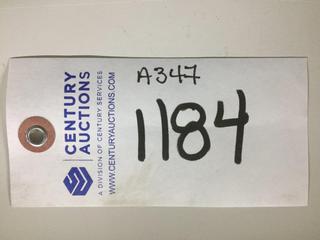 CENTURY
AUCTIONS
A DIVISION OF CENTURY SERVICES
WWW.CENTURYAUCTIONS.COM
A347
1184